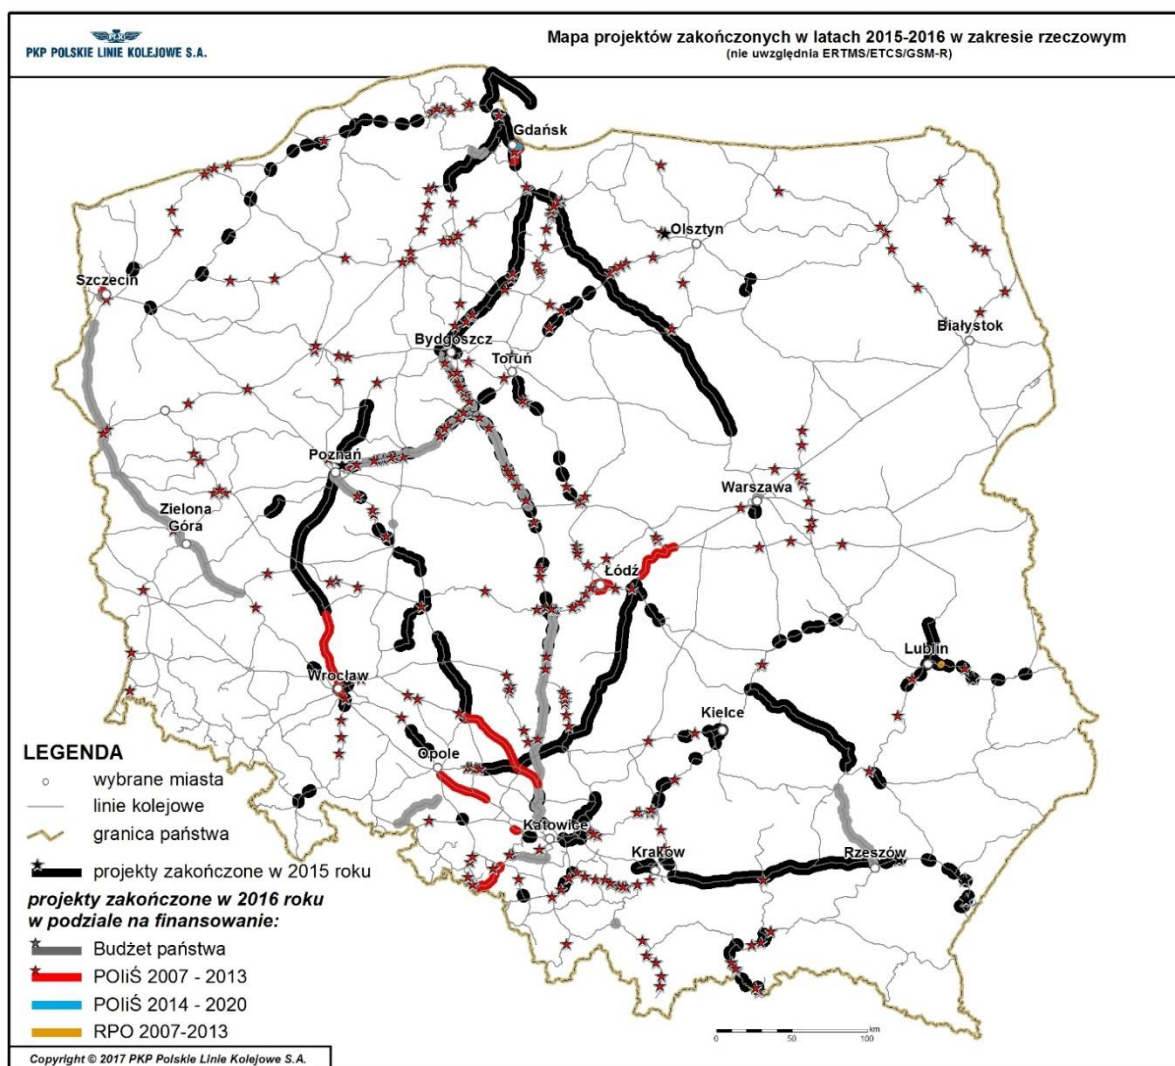 PLK
PKP POLSKIE LINIE KOLEJOWE S.A.
Mapa projektów zakończonych w latach 2015-2016 w zakresie rzeczowym
(nie uwzględnia ERTMS/ETCS/GSM-R)
Gdańsk
Olsztyn
Szczecin
Białystok
Bydgoszcz
Toruń
Poznań
Warszawa
Zielona
Góra
Łódź
Lublin
Wrocław
Kielce
Opole
Katowice
Kraków
Rzeszów
LEGENDA
wybrane miasta
linie kolejowe
granica państwa
projekty zakończone w 2015 roku
projekty zakończone w 2016 roku
w podziale na finansowanie:
Budżet państwa
POIiŚ 2007 - 2013
POIiŚ 2014 - 2020
RPO 2007-2013
km
0 50 100
Copyright © 2017 PKP Polskie Linie Kolejowe S.A.